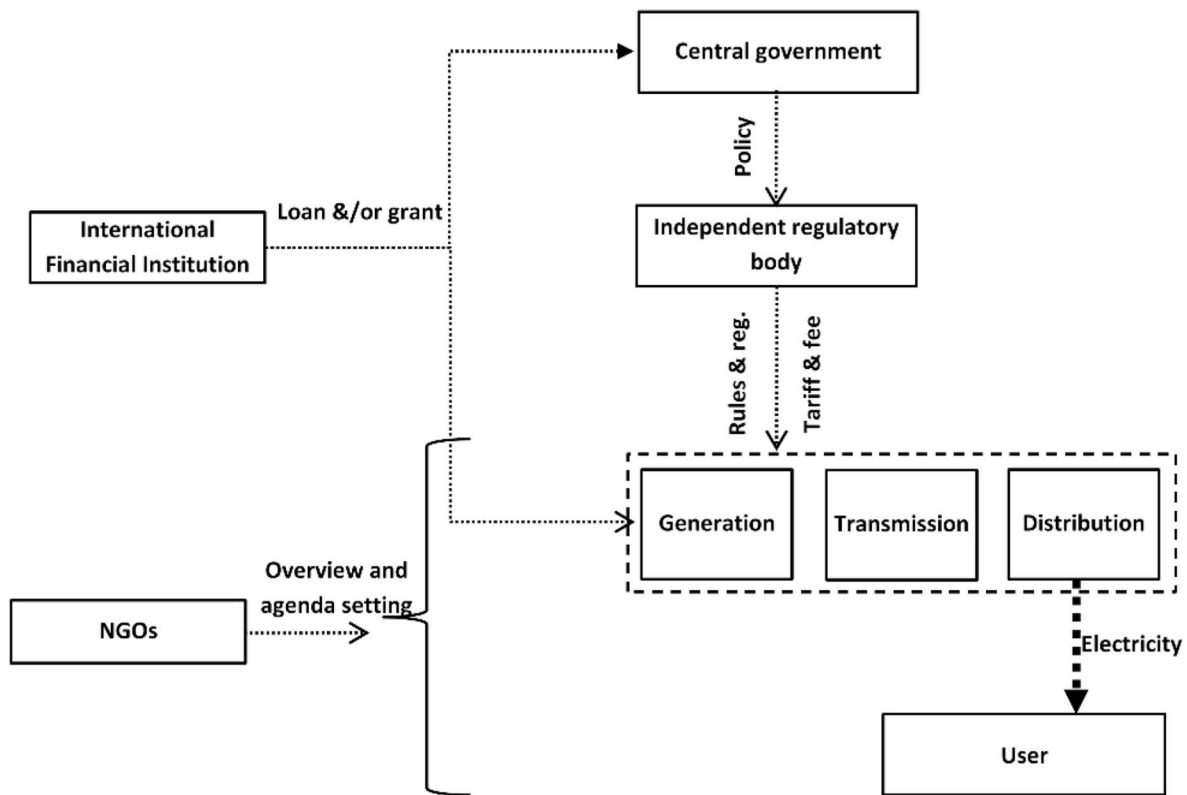 Central government
Policy
Loan &/or grant
International
Financial Institution
Independent regulatory
body
Rules & reg.
Tariff & fee
Generation
Transmission
Distribution
Overview and
agenda setting
NGOs
Electricity
User